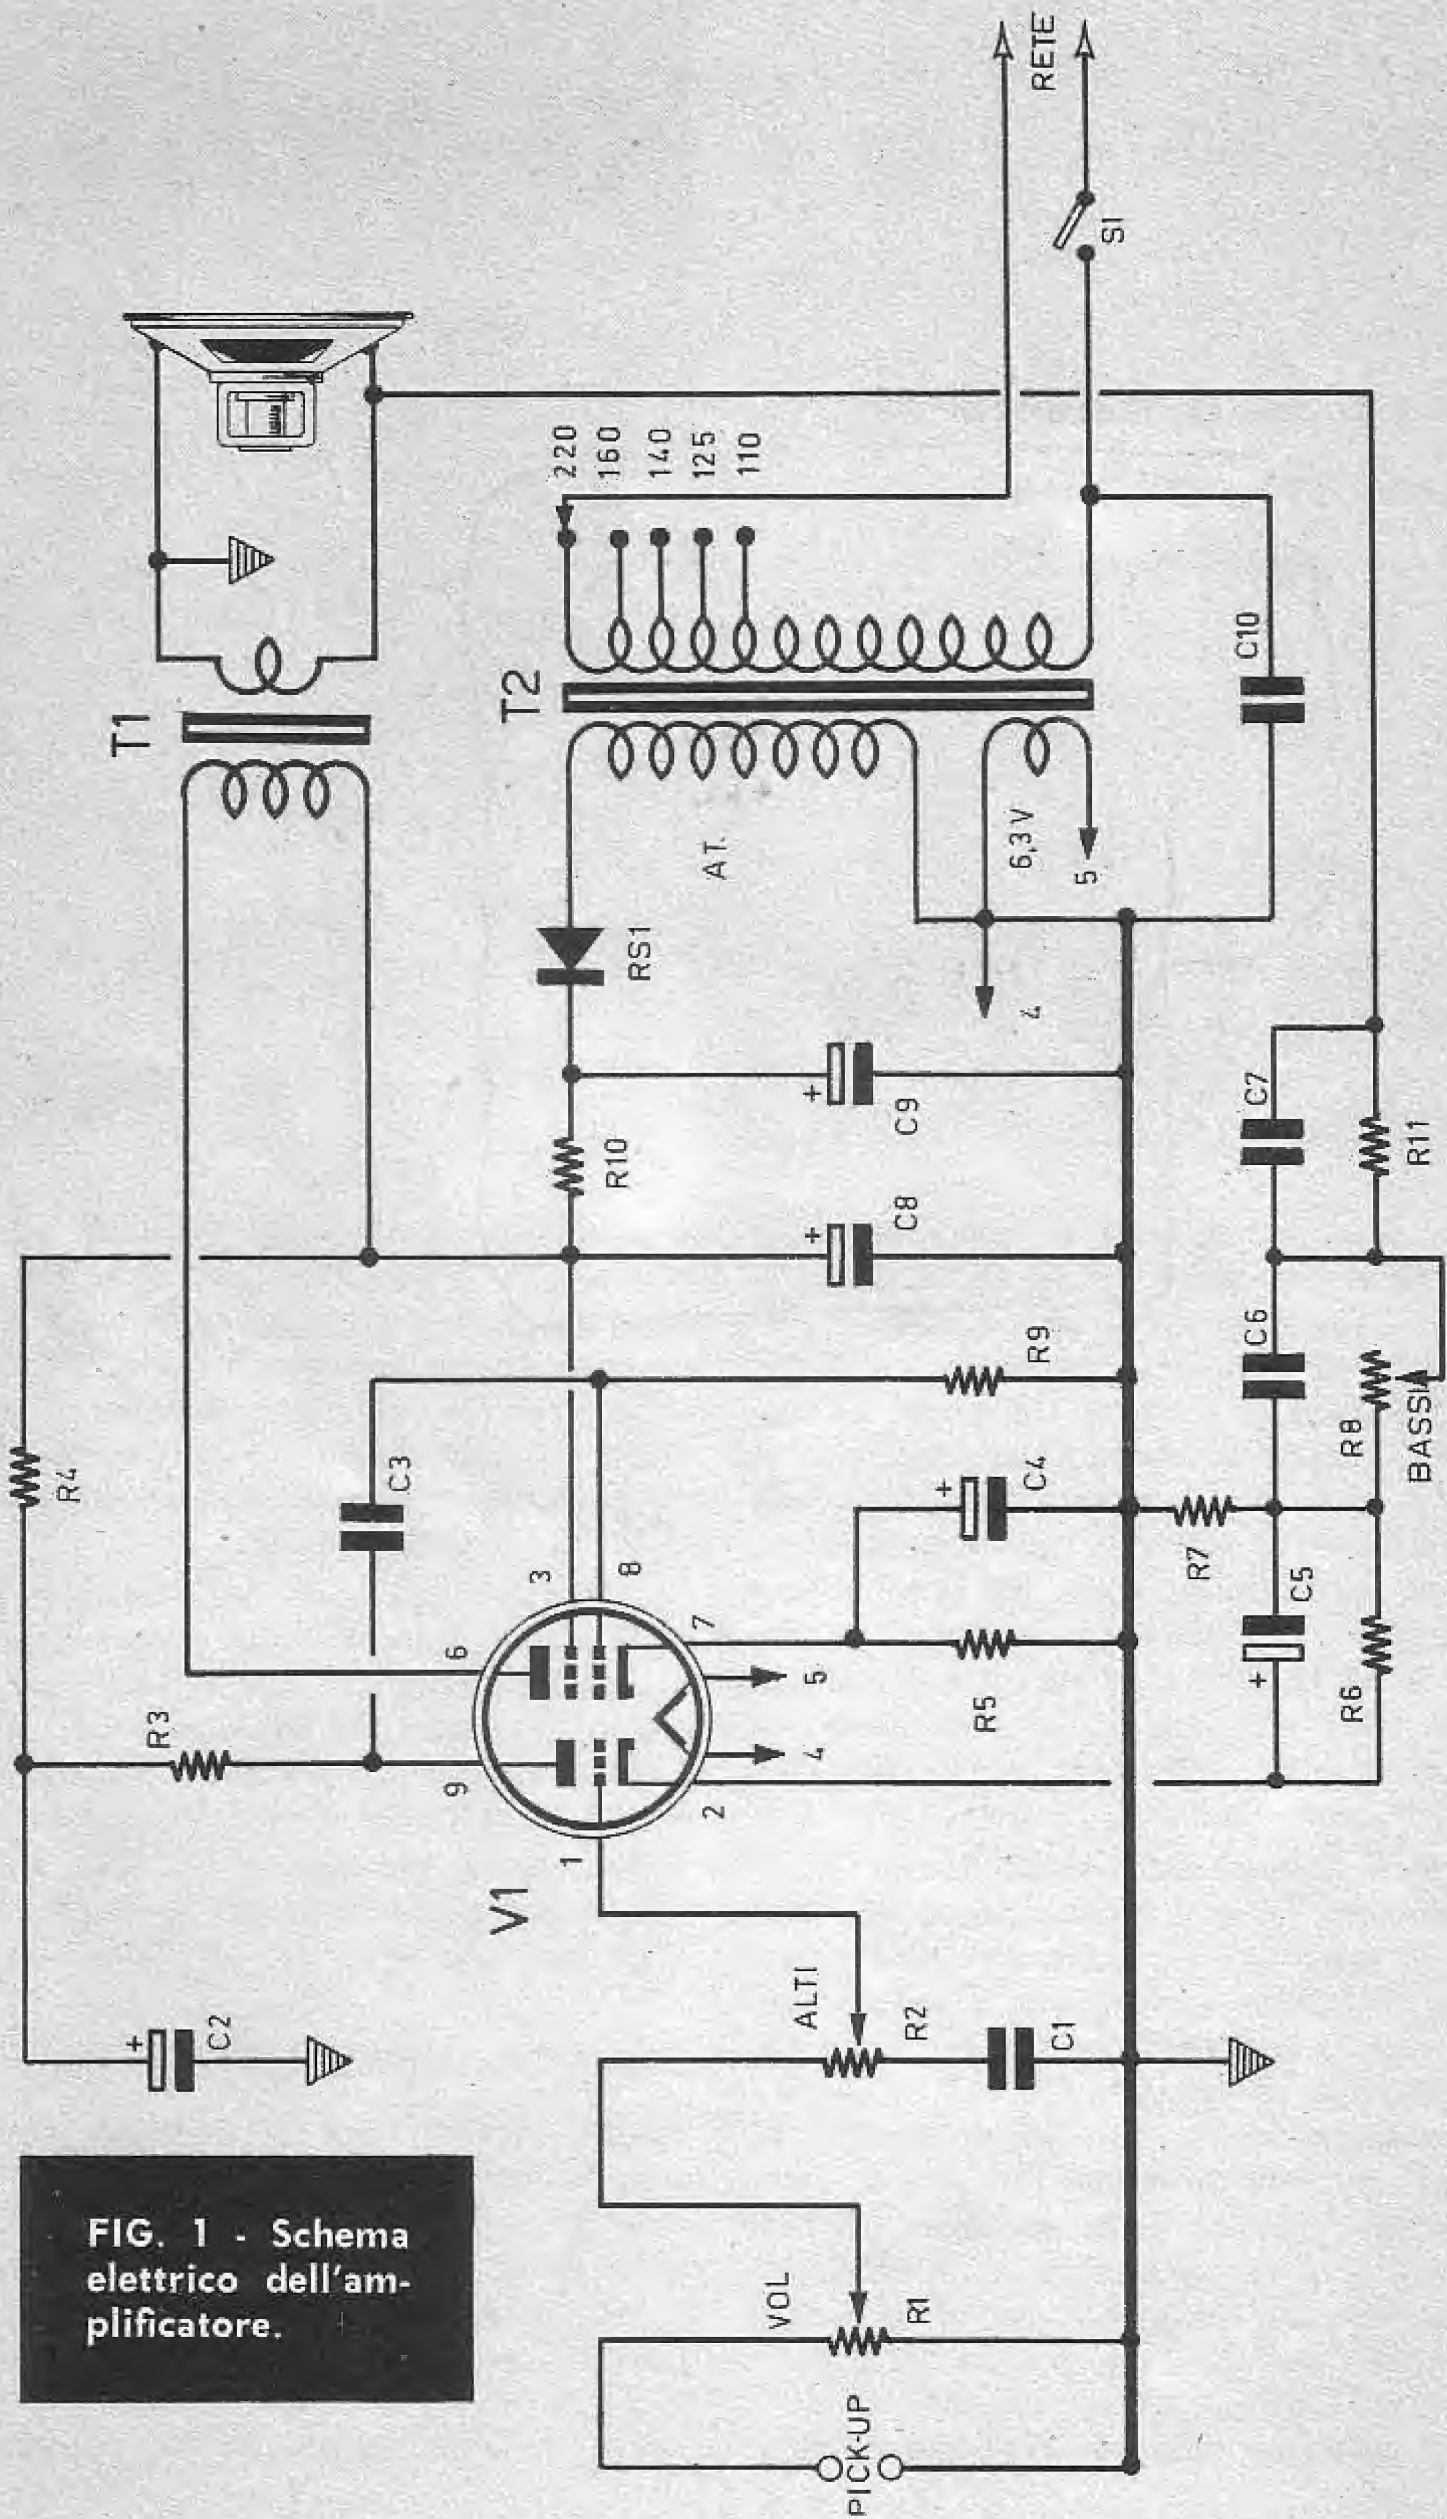 FIG. 1 - Schema
elettrico dell'am-
plificatore.
PICK-UP
VOL
R1
ALTI
R2
C1
C2
+
V1
1
9
6
3
8
7
2
4
5
R3
R4
C3
R5
C4
+
R9
R7
C5
+
R6
C6
R8
BASSI
C7
R11
C8
+
R10
C9
+
RS1
AT.
4
5
6,3V
T1
T2
220
160
140
125
110
C10
S1
RETE